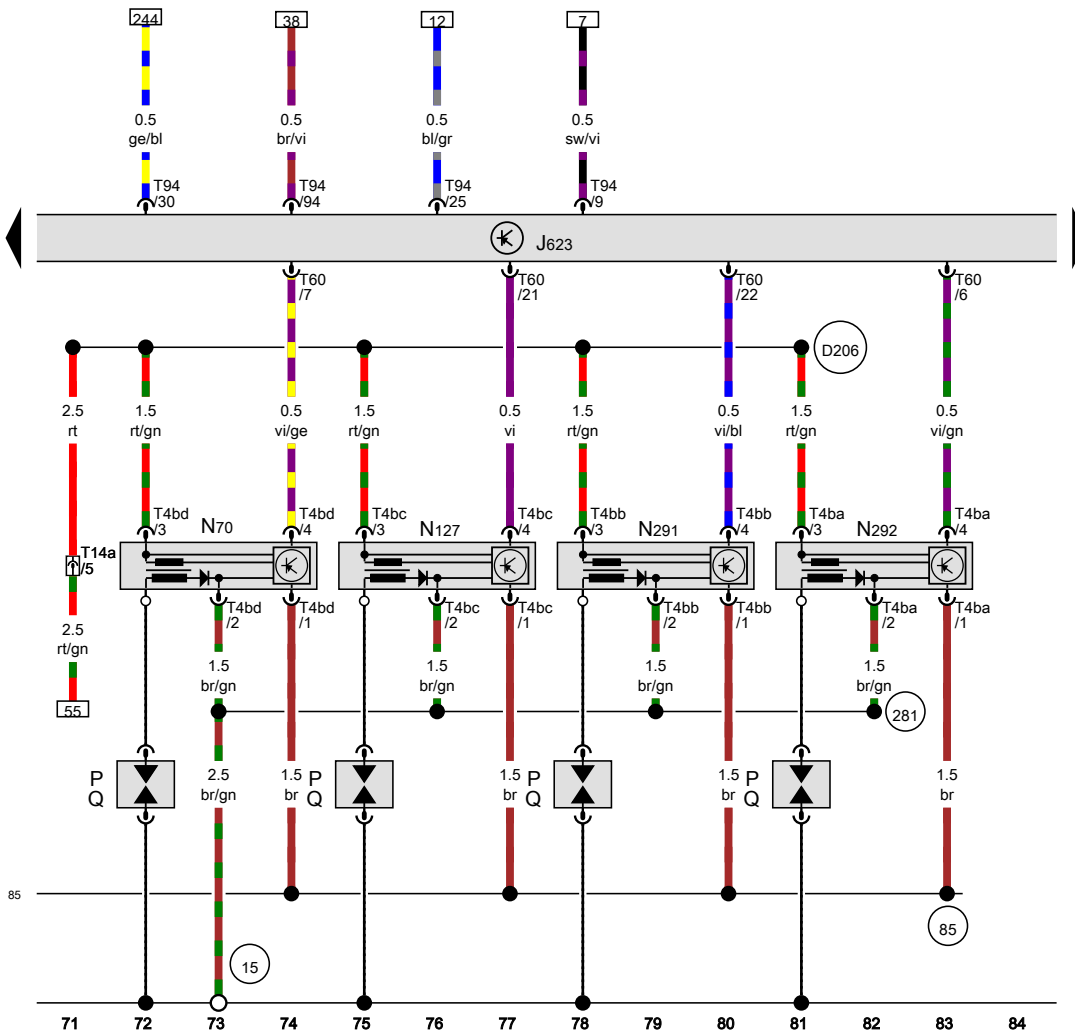 244 38 12 7
0.5 0.5 0.5 0.5
ge/bl br/vi bl/gr sw/vi
T94 T94 T94 T94
/30 /94 /25 /9
J623
T60 T60 T60 T60
/7 /21 /22 /6
D206
2.5 1.5 0.5 1.5 0.5 1.5 0.5 1.5 0.5
rt rt/gn vi/ge rt/gn vi rt/gn vi/bl rt/gn vi/gn
T4bd T4bd T4bc T4bc T4bb T4bb T4ba T4ba
/3 N70 /4 /3 N127 /4 /3 N291 /4 /3 N292 /4
T14a
/5
T4bd T4bd T4bc T4bc T4bb T4bb T4ba T4ba
/2 /1 /2 /1 /2 /1 /2 /1
2.5
rt/gn
1.5 1.5 1.5 1.5
br/gn br/gn br/gn br/gn
55 281
P 2.5 1.5 P 1.5 P 1.5 P 1.5
Q br/gn br Q br Q br Q br
85
85
15
71 72 73 74 75 76 77 78 79 80 81 82 83 84